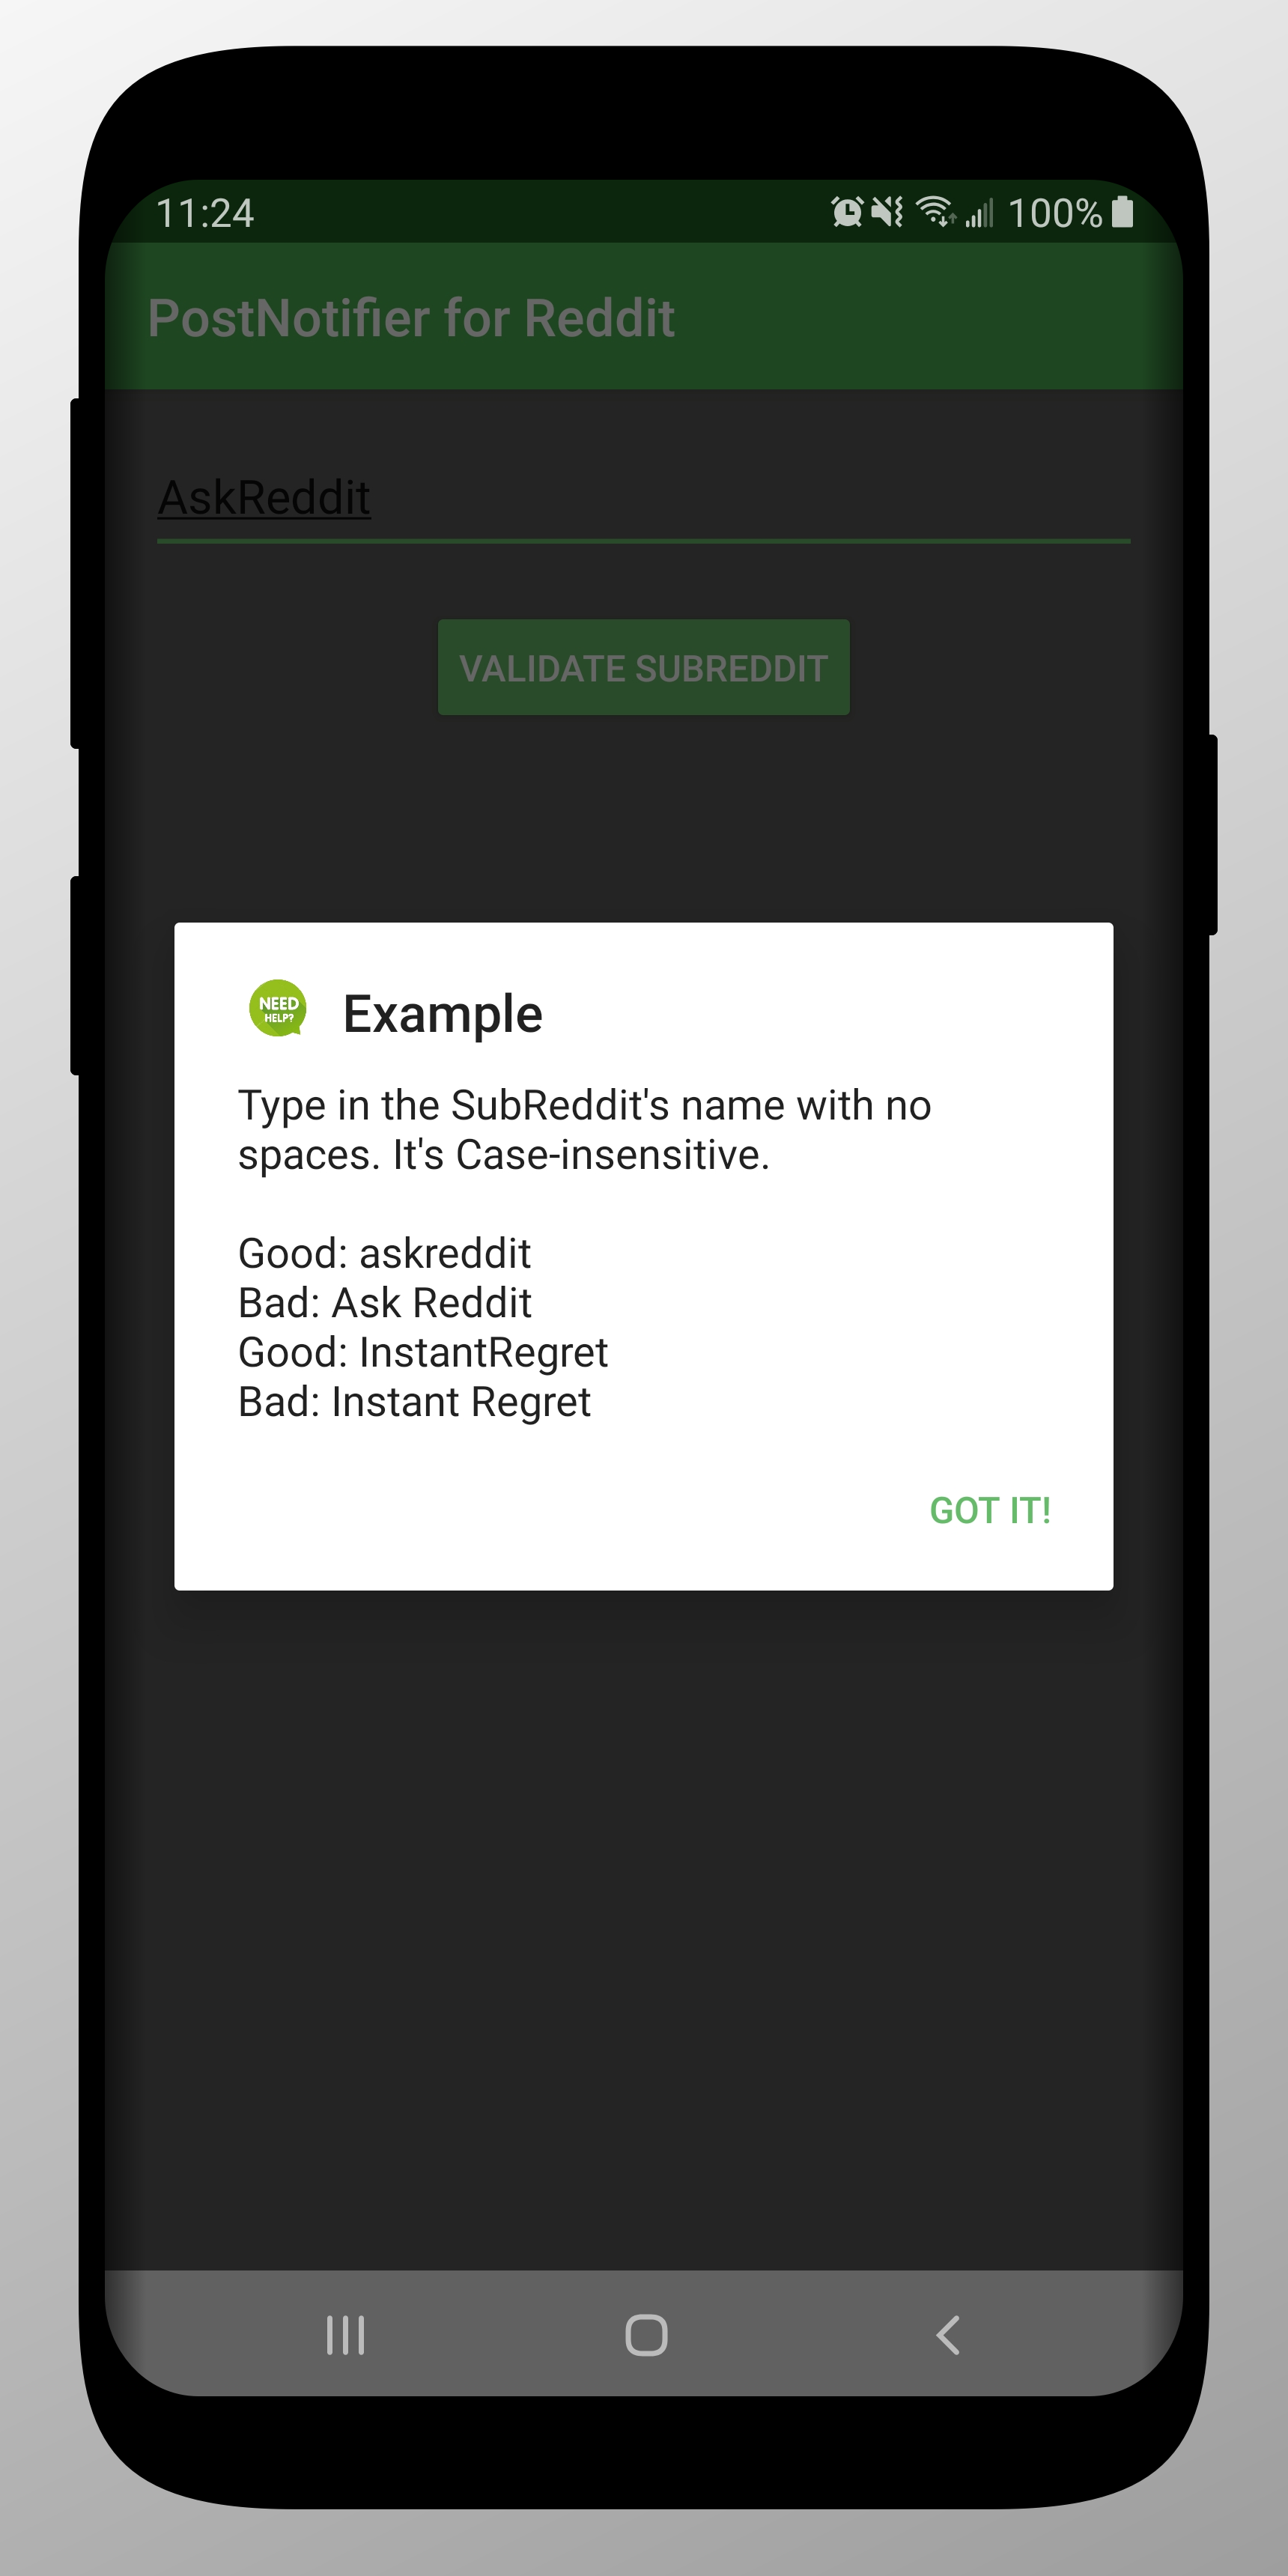 11:24
100%
PostNotifier for Reddit
AskReddit
VALIDATE SUBREDDIT
NEED
HELP?
Example
Type in the SubReddit's name with no
spaces. It's Case-insensitive.
Good: askreddit
Bad: Ask Reddit
Good: InstantRegret
Bad: Instant Regret
GOT IT!